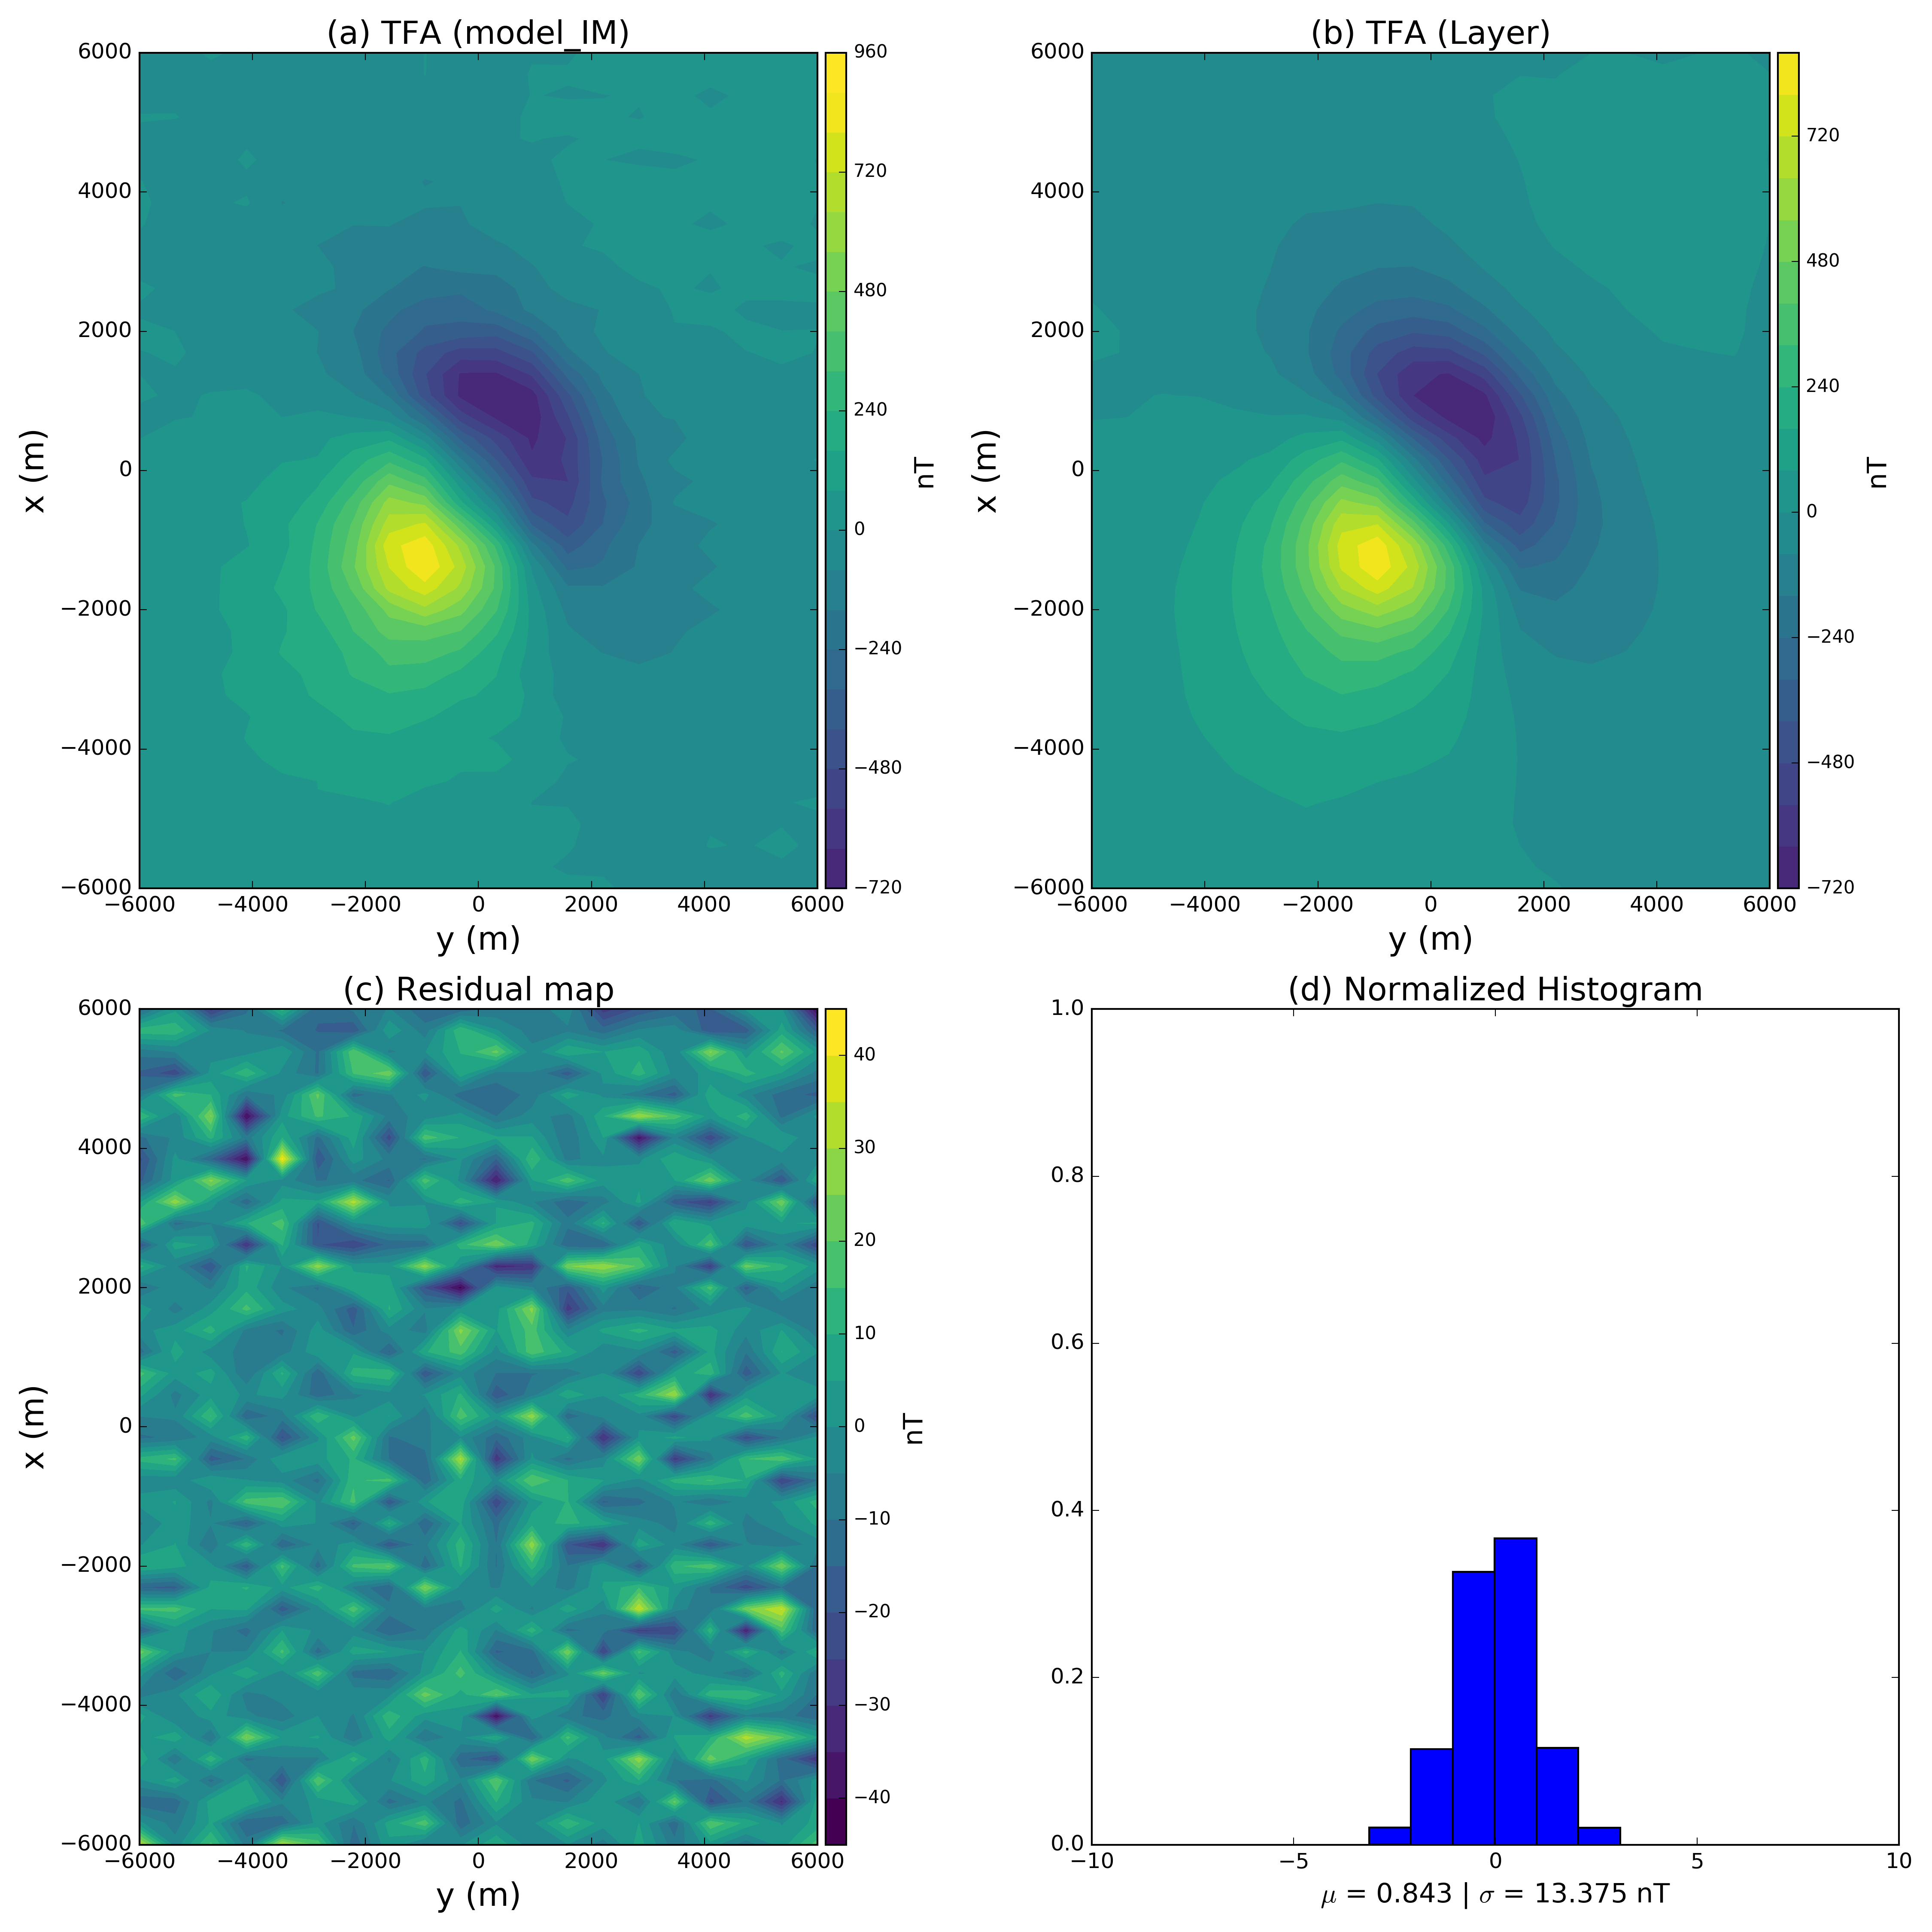 (a) TFA (model_IM)
6000
4000
2000
0
−2000
−4000
−6000
x (m)
−6000 −4000 −2000 0 2000 4000 6000
y (m)
960
720
480
240
0
−240
−480
−720
nT
(b) TFA (Layer)
6000
4000
2000
0
−2000
−4000
−6000
x (m)
−6000 −4000 −2000 0 2000 4000 6000
y (m)
720
480
240
0
−240
−480
−720
nT
(c) Residual map
6000
4000
2000
0
−2000
−4000
−6000
x (m)
−6000 −4000 −2000 0 2000 4000 6000
y (m)
40
30
20
10
0
−10
−20
−30
−40
nT
(d) Normalized Histogram
1.0
0.8
0.6
0.4
0.2
0.0
−10 −5 0 5 10
μ = 0.843 | σ = 13.375 nT